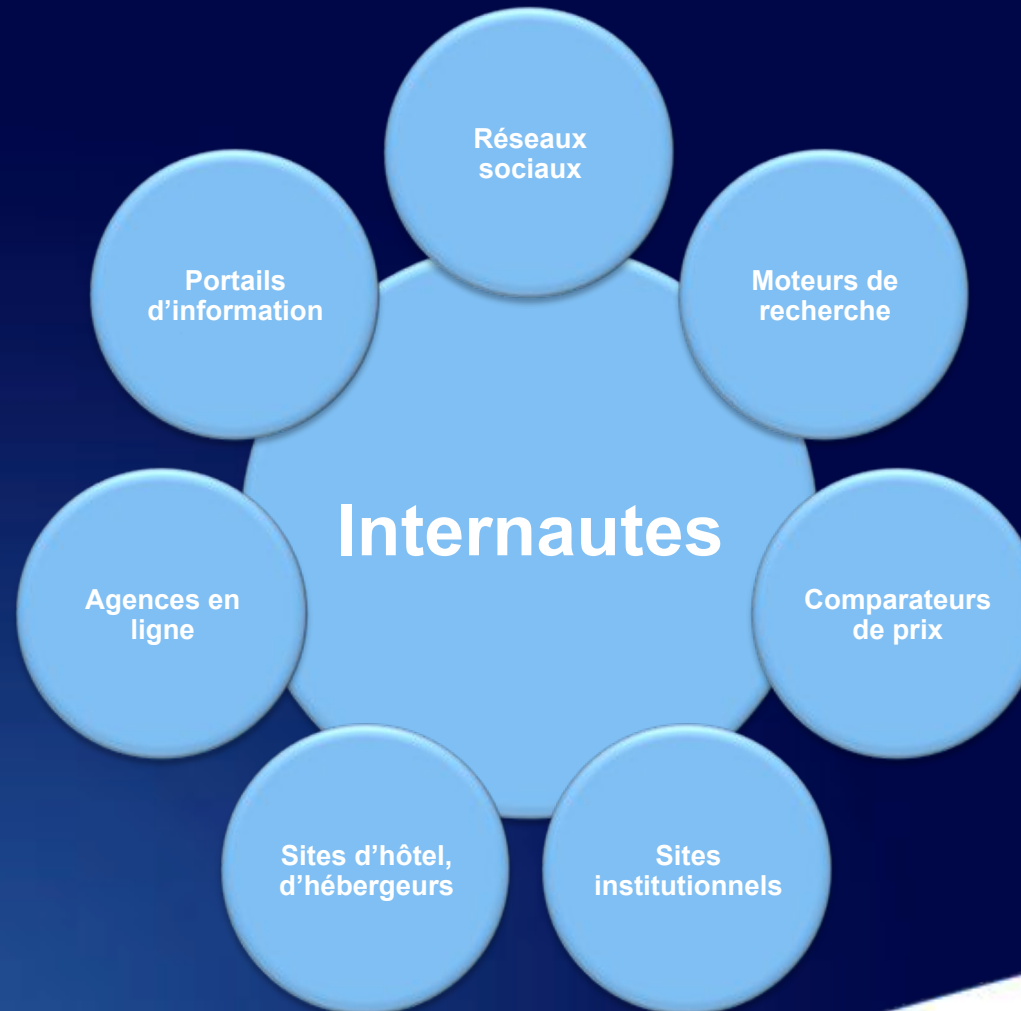 Réseaux
sociaux
Portails
d’information
Moteurs de
recherche
Internautes
Agences en
ligne
Comparateurs
de prix
Sites d’hôtel,
d’hébergeurs
Sites
institutionnels